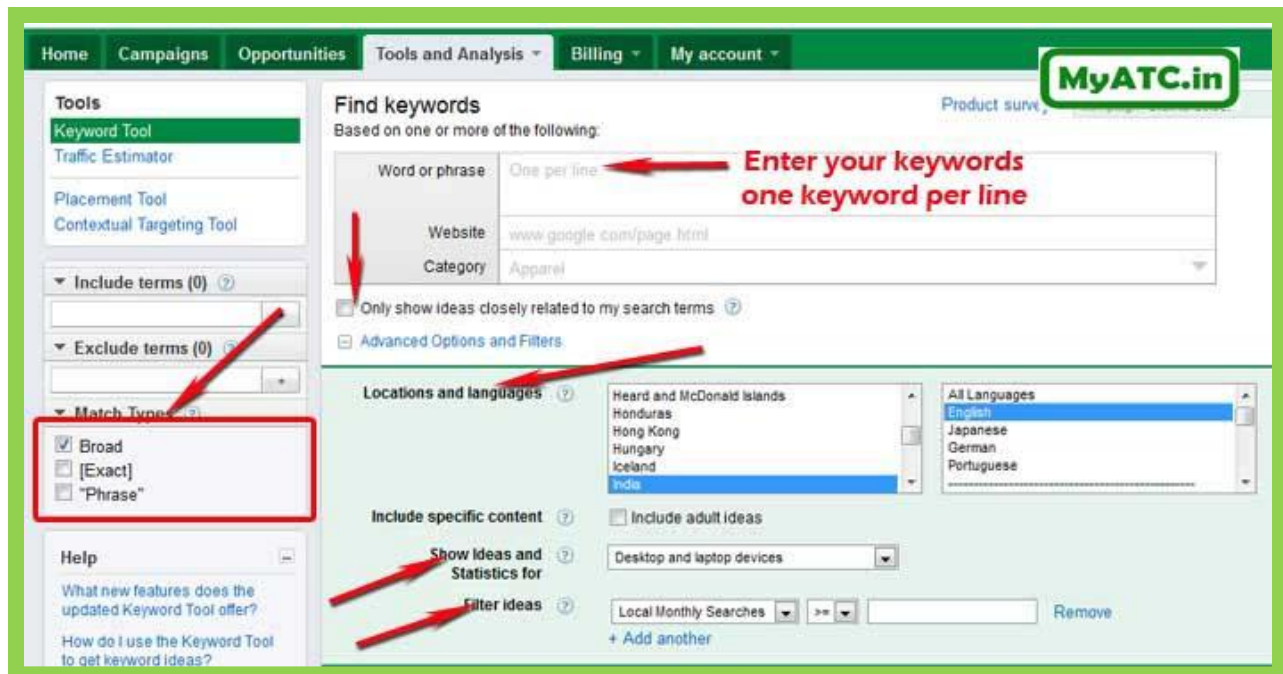 Home Campaigns Opportunities Tools and Analysis Billing My account
MyATC.in
Tools
Keyword Tool
Traffic Estimator
Placement Tool
Contextual Targeting Tool
Include terms (0)
Exclude terms (0)
+
Match Types
Broad
[Exact]
"Phrase"
Help
What new features does the
updated Keyword Tool offer?
How do I use the Keyword Tool
to get keyword ideas?
Find keywords
Product survey
Based on one or more of the following:
Word or phrase One per line
Enter your keywords
one keyword per line
Website www.google.com/page.html
Category Apparel
Only show ideas closely related to my search terms
Advanced Options and Filters
Locations and languages
Heard and McDonald Islands
Honduras
Hong Kong
Hungary
Iceland
India
All Languages
English
Japanese
German
Portuguese
Include specific content Include adult ideas
Show Ideas and
Statistics for
Desktop and laptop devices
Filter ideas Local Monthly Searches >= Remove
+ Add another